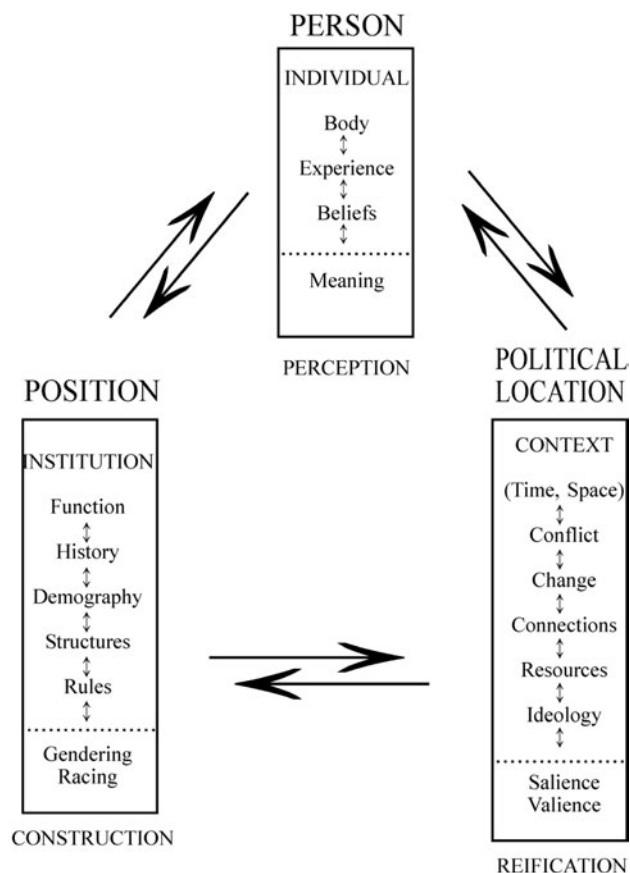 PERSON
INDIVIDUAL
Body
Experience
Beliefs
Meaning
PERCEPTION
POSITION
INSTITUTION
Function
History
Demography
Structures
Rules
Gendering
Racing
CONSTRUCTION
POLITICAL
LOCATION
CONTEXT
(Time, Space)
Conflict
Change
Connections
Resources
Ideology
Salience
Valience
REIFICATION